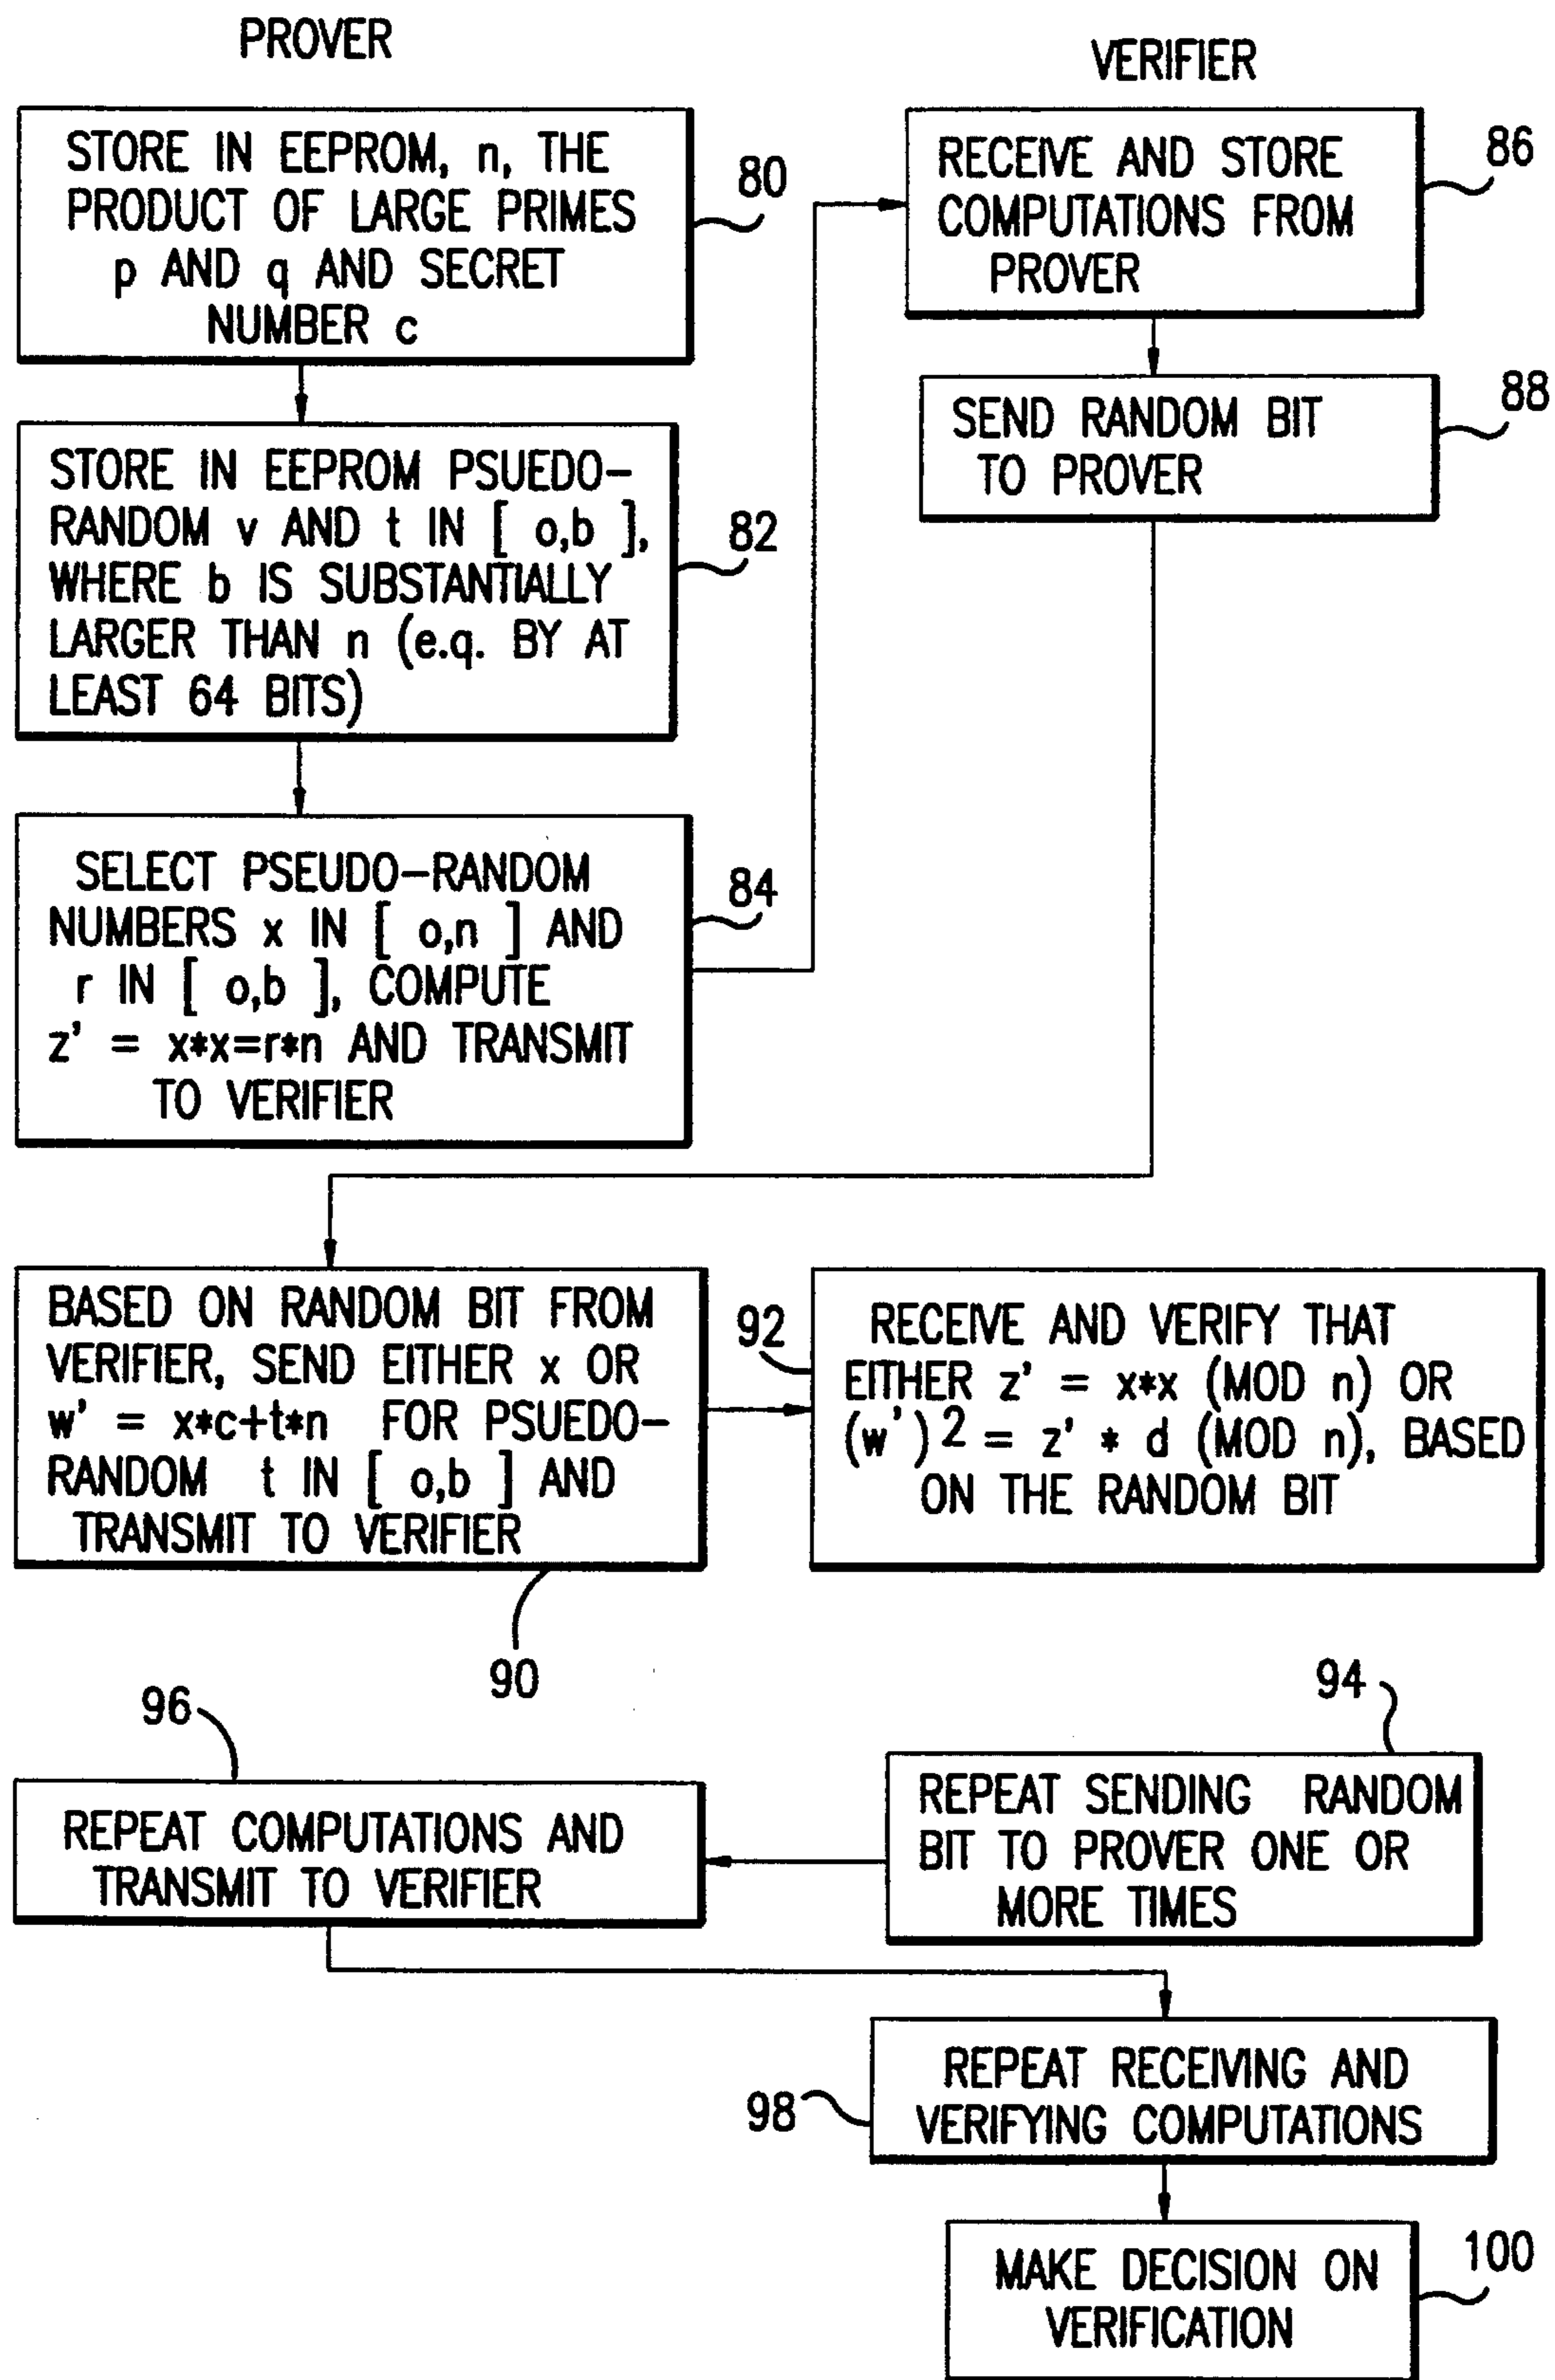 PROVER
STORE IN EEPROM, n, THE
PRODUCT OF LARGE PRIMES
p AND q AND SECRET
NUMBER c
80
STORE IN EEPROM PSUEDO-
RANDOM v AND t IN [ o,b ],
WHERE b IS SUBSTANTIALLY
LARGER THAN n (e.q. BY AT
LEAST 64 BITS)
82
SELECT PSEUDO-RANDOM
NUMBERS x IN [ o,n ] AND
r IN [ o,b ], COMPUTE
z' = x*x=r*n AND TRANSMIT
TO VERIFIER
84
VERIFIER
RECEIVE AND STORE
COMPUTATIONS FROM
PROVER
86
SEND RANDOM BIT
TO PROVER
88
BASED ON RANDOM BIT FROM
VERIFIER, SEND EITHER x OR
w' = x*c+t*n FOR PSUEDO-
RANDOM t IN [ o,b ] AND
TRANSMIT TO VERIFIER
90
92
RECEIVE AND VERIFY THAT
EITHER z' = x*x (MOD n) OR
(w')2 = z' * d (MOD n), BASED
ON THE RANDOM BIT
94
REPEAT SENDING RANDOM
BIT TO PROVER ONE OR
MORE TIMES
96
REPEAT COMPUTATIONS AND
TRANSMIT TO VERIFIER
98
REPEAT RECEIVING AND
VERIFYING COMPUTATIONS
MAKE DECISION ON
VERIFICATION
100